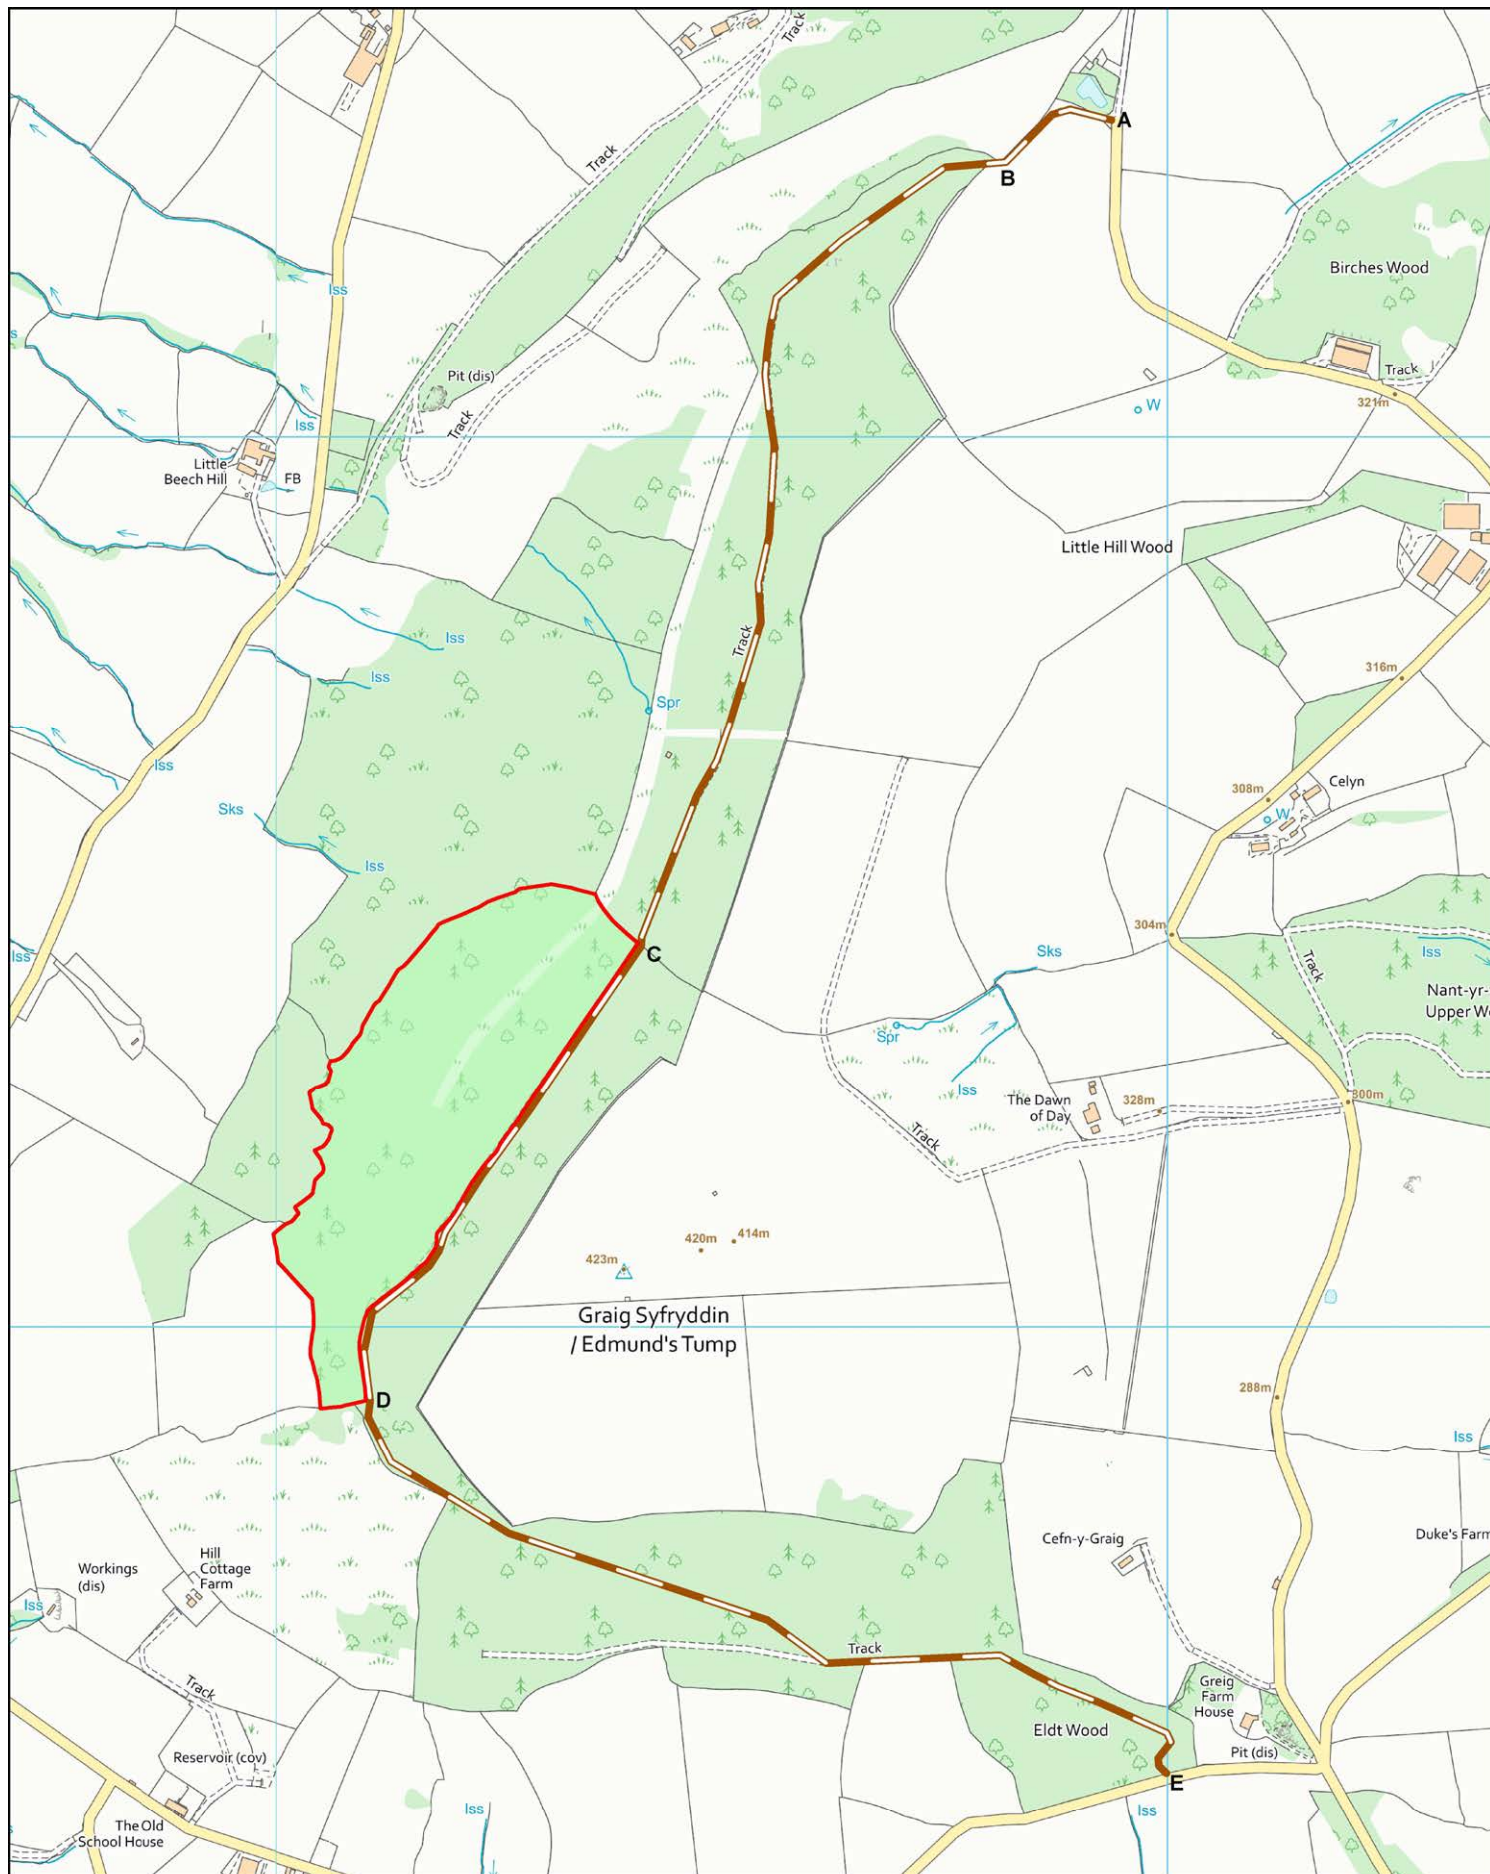 Track
A
Track
B
Birches Wood
Iss
Pit (dis)
Track
321m
Track
W
Iss
Little
Beech Hill
FB
Little Hill Wood
Iss
Track
Iss
316m
Spr
Iss
308m
Celyn
W
Sks
Iss
304m
C
Sks
Iss
Iss
Track
Nant-yr-
Spr
Iss
The Dawn
of Day
328m
300m
Track
423m
420m
414m
Graig Syfryddin
/ Edmund's Tump
288m
D
Iss
Cefn-y-Graig
Duke's Farm
Workings
(dis)
Hill
Cottage
Farm
Iss
Track
Track
Greig
Farm
House
Eldt Wood
Pit (dis)
Reservoir (cov)
E
Iss
Iss
The Old
School House